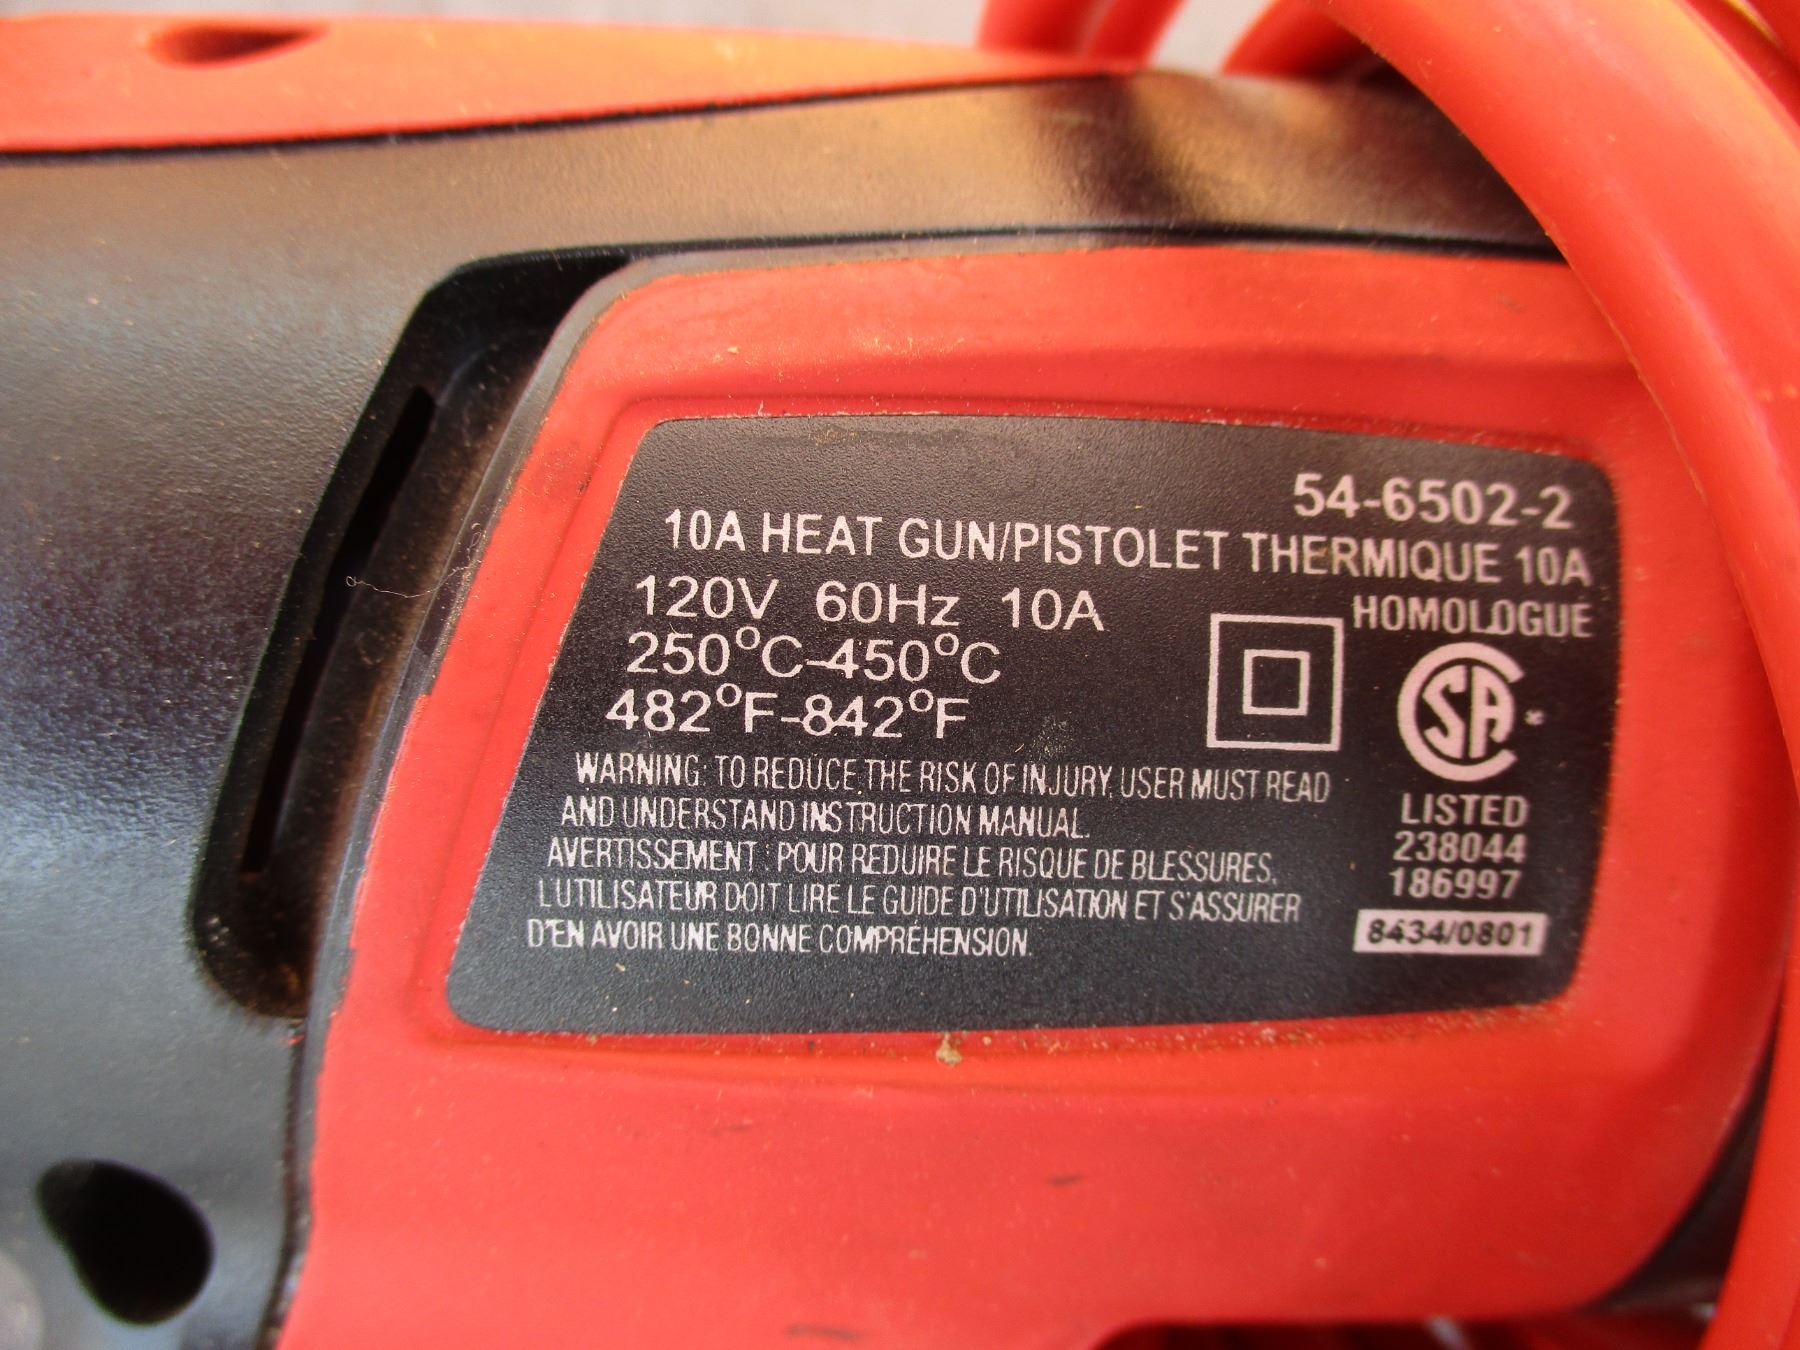 54-6502-2
10A HEAT GUN/PISTOLET THERMIQUE 10A
120V 60Hz 10A
250°C-450°C
482°F-842°F
HOMOLOGUE
CSA
LISTED
238044
186997
8434/0801
WARNING: TO REDUCE THE RISK OF INJURY, USER MUST READ
AND UNDERSTAND INSTRUCTION MANUAL.
AVERTISSEMENT : POUR REDUIRE LE RISQUE DE BLESSURES,
L'UTILISATEUR DOIT LIRE LE GUIDE D'UTILISATION ET S'ASSURER
D'EN AVOIR UNE BONNE COMPRÉHENSION.